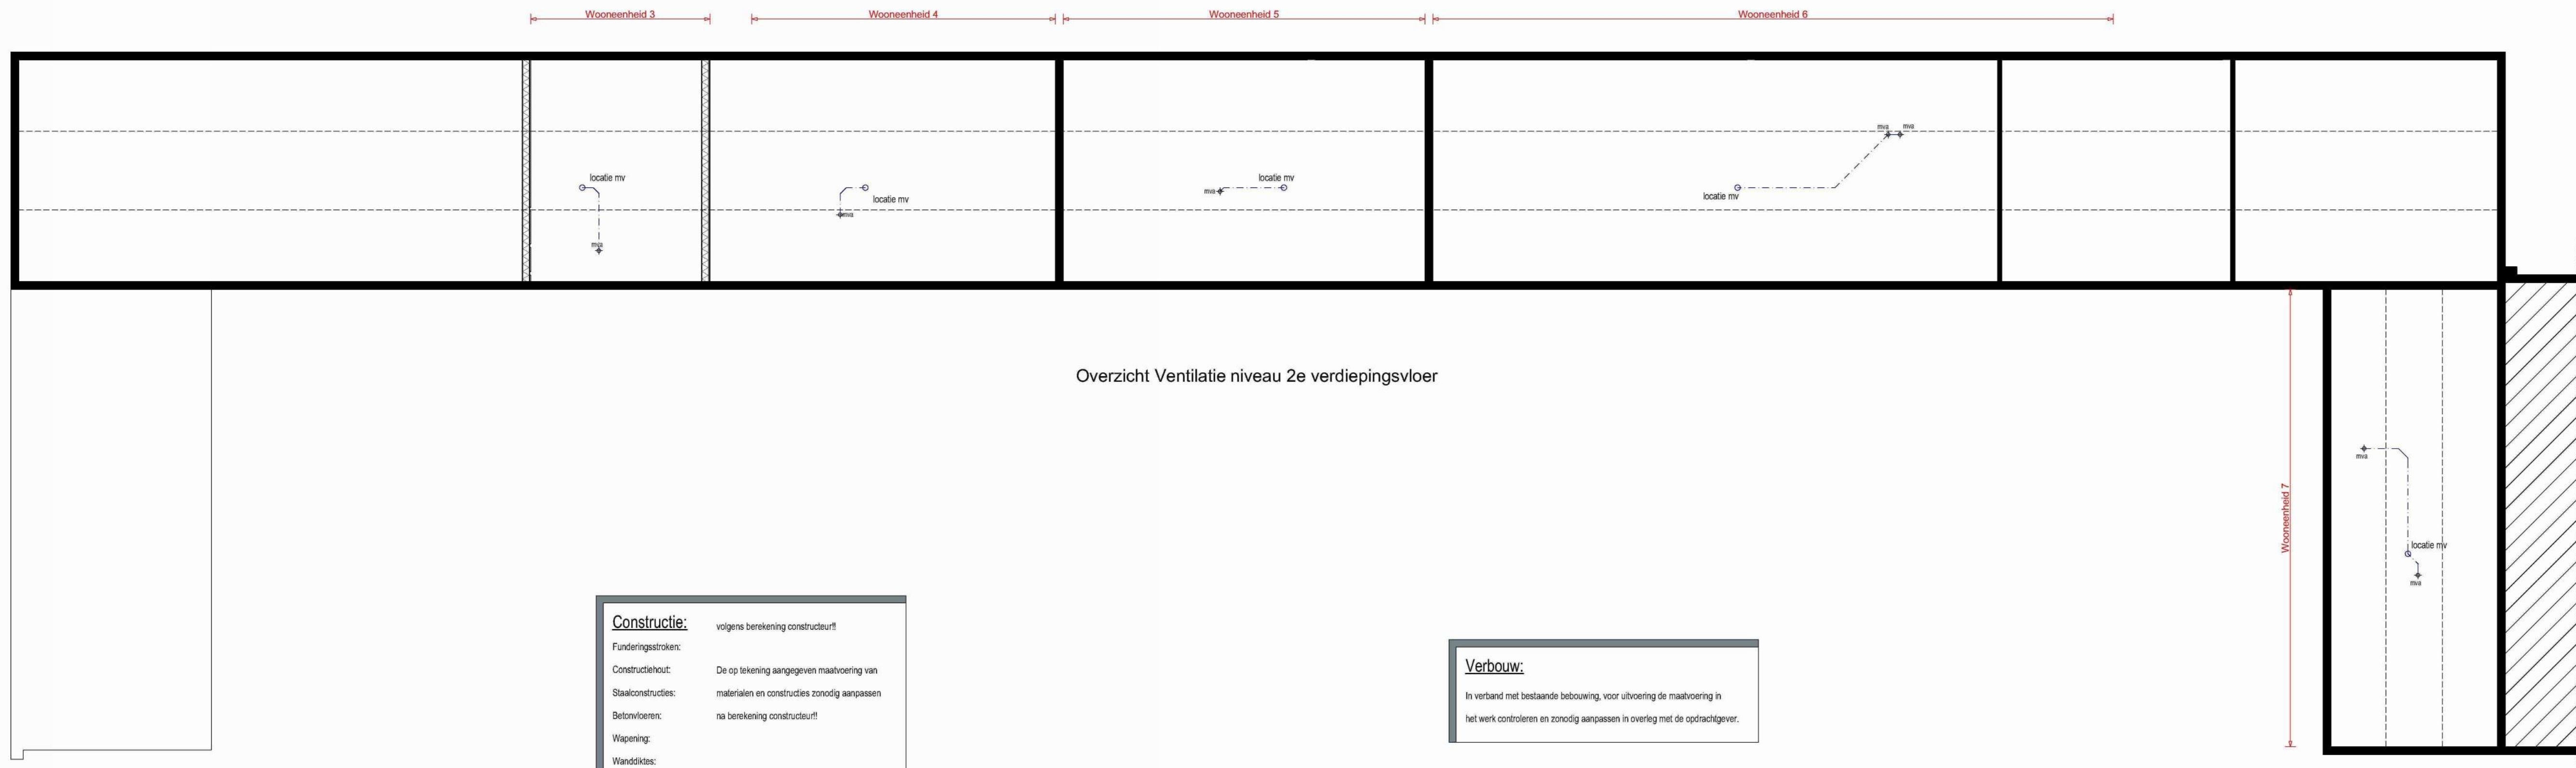 Wooneenheid 3
Wooneenheid 4
Wooneenheid 5
Wooneenheid 6
mva mva
locatie mv
mva
locatie mv
mva
locatie mv
mva
locatie mv
Overzicht Ventilatie niveau 2e verdiepingsvloer
Wooneenheid 7
mva
locatie mv
mva
Constructie: volgens berekening constructeur!!
Funderingsstroken:
Constructiehout: De op tekening aangegeven maatvoering van
Staalconstructies: materialen en constructies zonodig aanpassen
Betonvloeren: na berekening constructeur!!
Wapening:
Wanddiktes:
Verbouw:
In verband met bestaande bebouwing, voor uitvoering de maatvoering in
het werk controleren en zonodig aanpassen in overleg met de opdrachtgever.